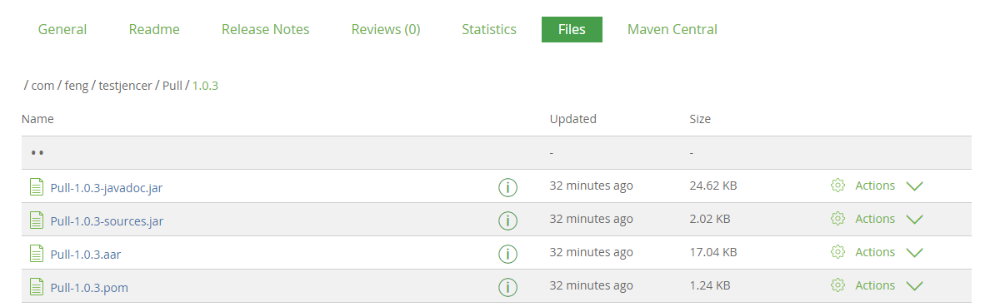 General Readme Release Notes Reviews (0) Statistics Files Maven Central
/ com / feng / testjencer / Pull / 1.0.3
Name Updated Size
•• - -
Pull-1.0.3-javadoc.jar i 32 minutes ago 24.62 KB Actions
Pull-1.0.3-sources.jar i 32 minutes ago 2.02 KB Actions
Pull-1.0.3.aar i 32 minutes ago 17.04 KB Actions
Pull-1.0.3.pom i 32 minutes ago 1.24 KB Actions